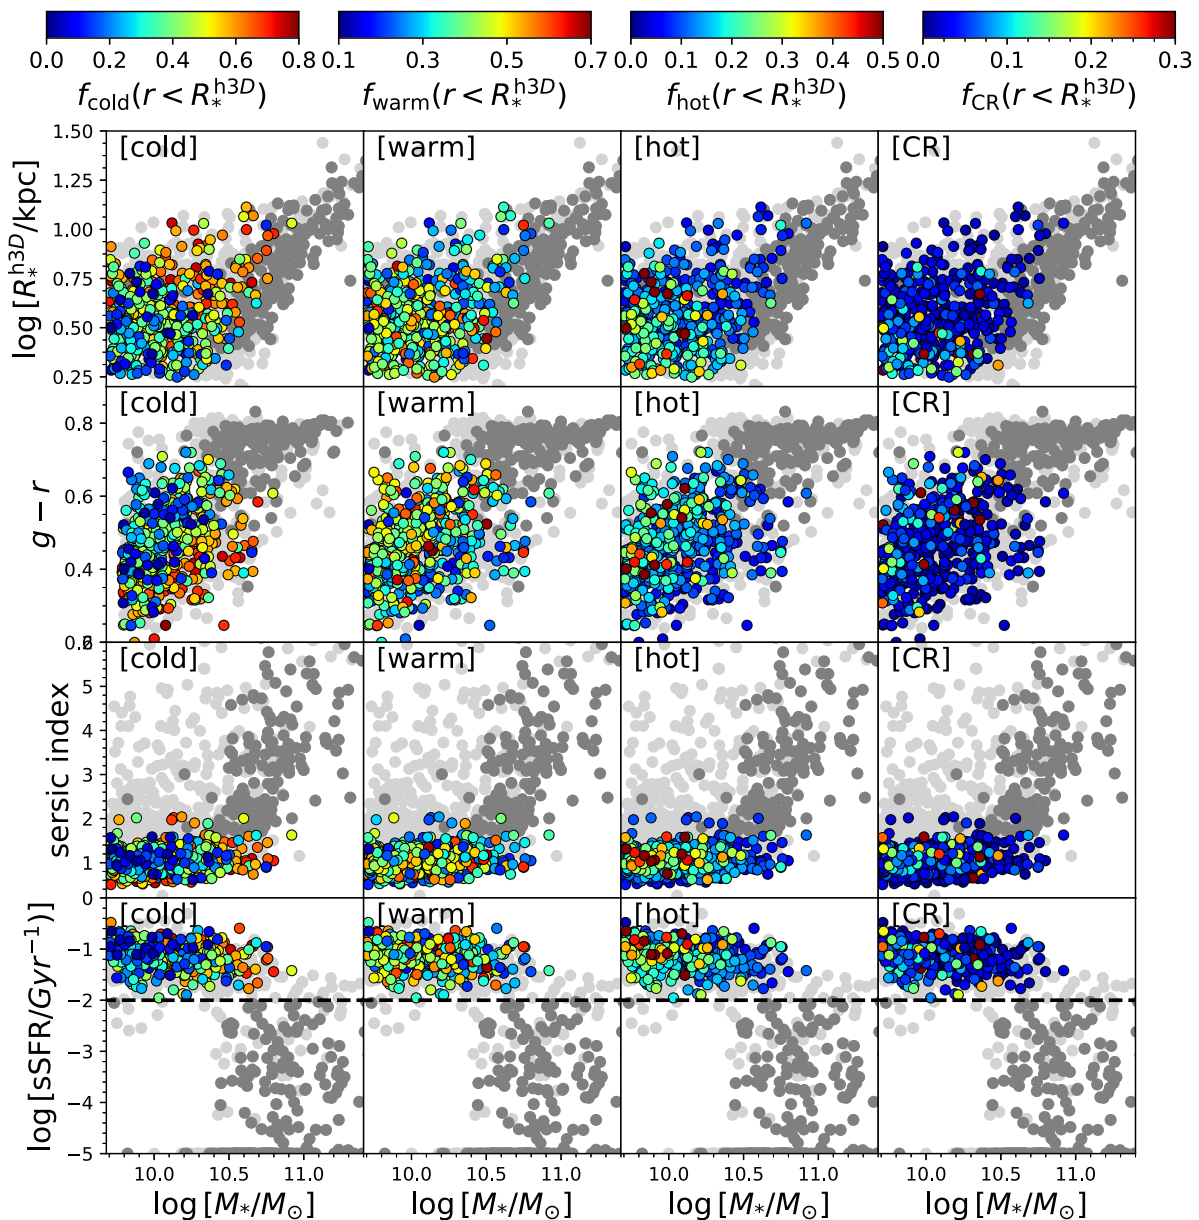 0.0 0.2 0.4 0.6 0.8 0.1 0.3 0.5 0.7 0.0 0.1 0.2 0.3 0.4 0.5 0.0 0.1 0.2 0.3
f_cold(r < R_*^h3D) f_warm(r < R_*^h3D) f_hot(r < R_*^h3D) f_CR(r < R_*^h3D)
log [R_*^h3D/kpc]
1.50
1.25
1.00
0.75
0.50
0.25
[cold] [warm] [hot] [CR]
g − r
0.8
0.6
0.4
0.2
[cold] [warm] [hot] [CR]
sersic index
6
5
4
3
2
1
0
[cold] [warm] [hot] [CR]
log [sSFR/Gyr^−1)]
−1
−2
−3
−4
−5
[cold] [warm] [hot] [CR]
10.0 10.5 11.0 10.0 10.5 11.0 10.0 10.5 11.0 10.0 10.5 11.0
log [M_*/M_⊙] log [M_*/M_⊙] log [M_*/M_⊙] log [M_*/M_⊙]